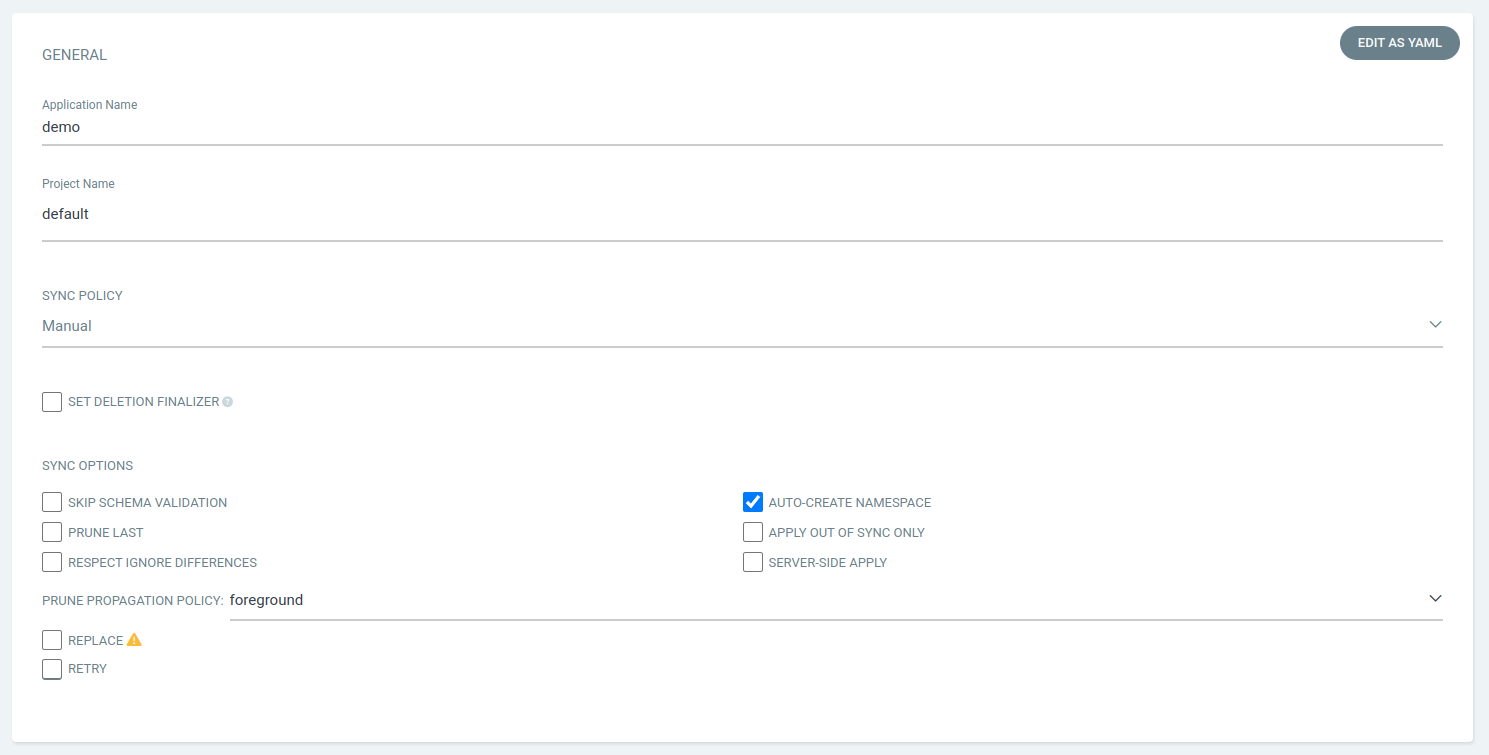 GENERAL
EDIT AS YAML
Application Name
demo
Project Name
default
SYNC POLICY
Manual
SET DELETION FINALIZER
SYNC OPTIONS
SKIP SCHEMA VALIDATION
AUTO-CREATE NAMESPACE
PRUNE LAST
APPLY OUT OF SYNC ONLY
RESPECT IGNORE DIFFERENCES
SERVER-SIDE APPLY
PRUNE PROPAGATION POLICY: foreground
REPLACE
RETRY